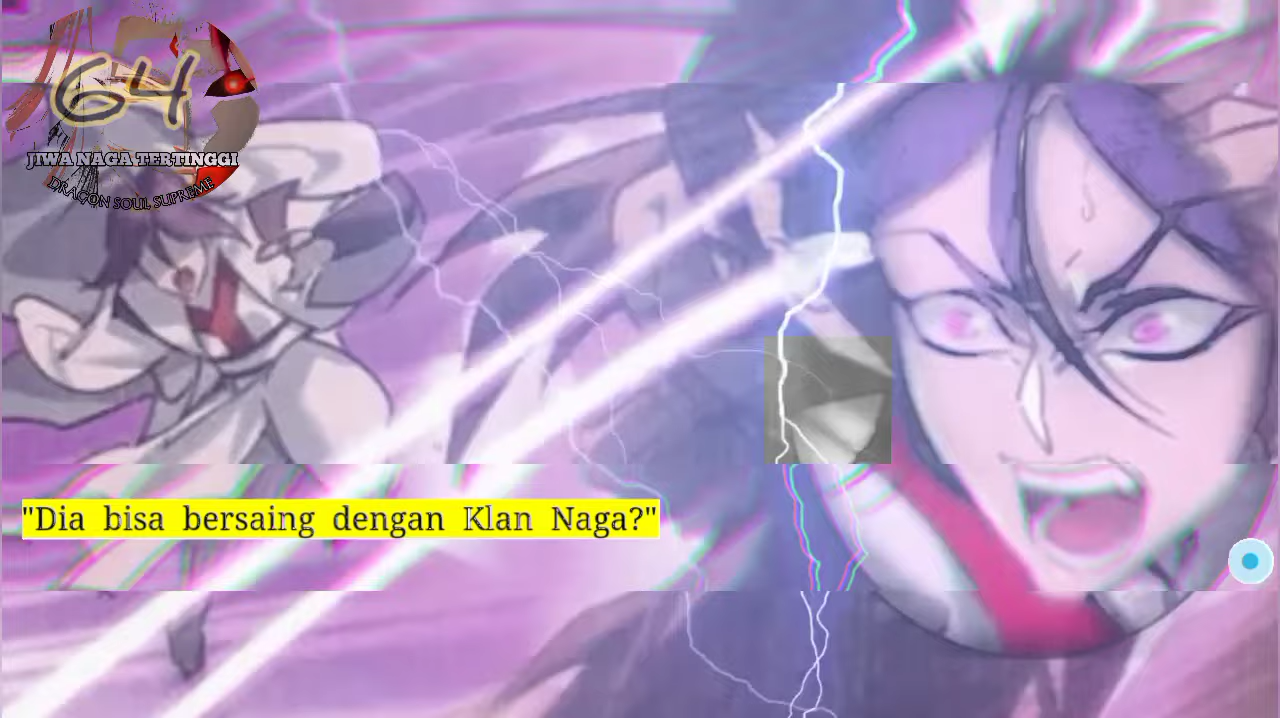 64
JIWA NAGA TERTINGGI
DRAGON SOUL SUPREME
"Dia bisa bersaing dengan Klan Naga?"